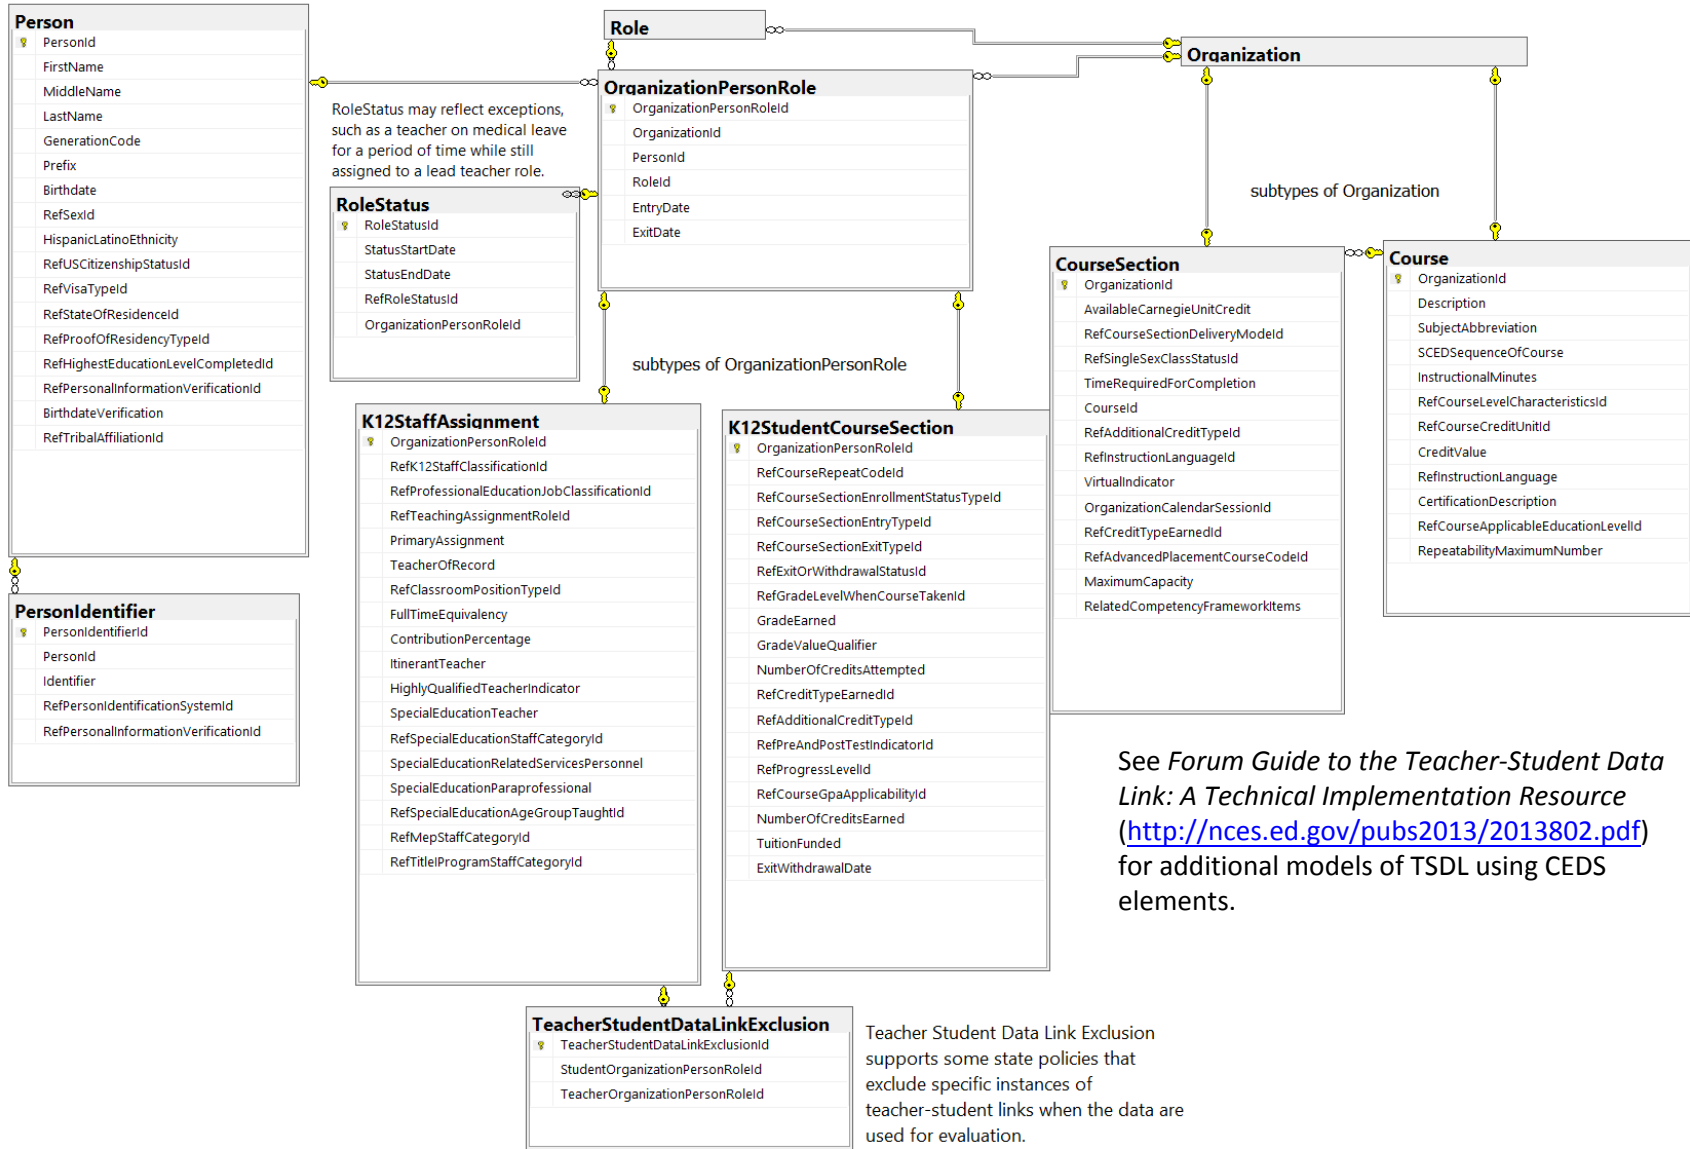 Person
PersonId
FirstName
MiddleName
LastName
GenerationCode
Prefix
Birthdate
RefSexId
HispanicLatinoEthnicity
RefUSCitizenshipStatusId
RefVisaTypeId
RefStateOfResidenceId
RefProofOfResidencyTypeId
RefHighestEducationLevelCompletedId
RefPersonalInformationVerificationId
BirthdateVerification
RefTribalAffiliationId
PersonIdentifier
PersonIdentifierId
PersonId
Identifier
RefPersonIdentificationSystemId
RefPersonalInformationVerificationId
RoleStatus may reflect exceptions,
such as a teacher on medical leave
for a period of time while still
assigned to a lead teacher role.
RoleStatus
RoleStatusId
StatusStartDate
StatusEndDate
RefRoleStatusId
OrganizationPersonRoleId
Role
OrganizationPersonRole
OrganizationPersonRoleId
OrganizationId
PersonId
RoleId
EntryDate
ExitDate
subtypes of OrganizationPersonRole
Organization
subtypes of Organization
K12StaffAssignment
OrganizationPersonRoleId
RefK12StaffClassificationId
RefProfessionalEducationJobClassificationId
RefTeachingAssignmentRoleId
PrimaryAssignment
TeacherOfRecord
RefClassroomPositionTypeId
FullTimeEquivalency
ContributionPercentage
ItinerantTeacher
HighlyQualifiedTeacherIndicator
SpecialEducationTeacher
RefSpecialEducationStaffCategoryId
SpecialEducationRelatedServicesPersonnel
SpecialEducationParaprofessional
RefSpecialEducationAgeGroupTaughtId
RefMepStaffCategoryId
RefTitleIProgramStaffCategoryId
K12StudentCourseSection
OrganizationPersonRoleId
RefCourseRepeatCodeId
RefCourseSectionEnrollmentStatusTypeId
RefCourseSectionEntryTypeId
RefCourseSectionExitTypeId
RefExitOrWithdrawalStatusId
RefGradeLevelWhenCourseTakenId
GradeEarned
GradeValueQualifier
NumberOfCreditsAttempted
RefCreditTypeEarnedId
RefAdditionalCreditTypeId
RefPreAndPostTestIndicatorId
RefProgressLevelId
RefCourseGpaApplicabilityId
NumberOfCreditsEarned
TuitionFunded
ExitWithdrawalDate
CourseSection
OrganizationId
AvailableCarnegieUnitCredit
RefCourseSectionDeliveryModeId
RefSingleSexClassStatusId
TimeRequiredForCompletion
CourseId
RefAdditionalCreditTypeId
RefInstructionLanguageId
VirtualIndicator
OrganizationCalendarSessionId
RefCreditTypeEarnedId
RefAdvancedPlacementCourseCodeId
MaximumCapacity
RelatedCompetencyFrameworkItems
Course
OrganizationId
Description
SubjectAbbreviation
SCEDSequenceOfCourse
InstructionalMinutes
RefCourseLevelCharacteristicsId
RefCourseCreditUnitId
CreditValue
RefInstructionLanguage
CertificationDescription
RefCourseApplicableEducationLevelId
RepeatabilityMaximumNumber
See Forum Guide to the Teacher-Student Data
Link: A Technical Implementation Resource
(http://nces.ed.gov/pubs2013/2013802.pdf)
for additional models of TSDL using CEDS
elements.
TeacherStudentDataLinkExclusion
TeacherStudentDataLinkExclusionId
StudentOrganizationPersonRoleId
TeacherOrganizationPersonRoleId
Teacher Student Data Link Exclusion
supports some state policies that
exclude specific instances of
teacher-student links when the data are
used for evaluation.